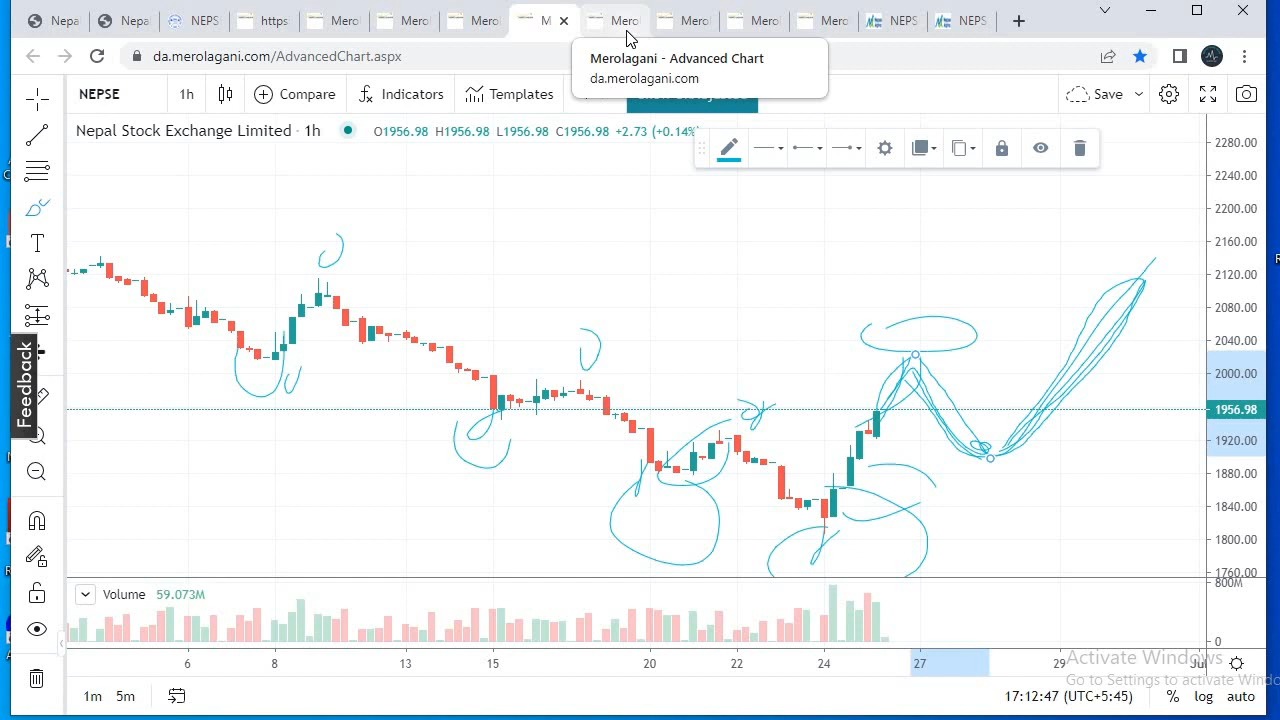 Nepa Nepa NEPS https Mero Mero Mero M Mero Mero Mero Mero NEPS NEPS
da.merolagani.com/AdvancedChart.aspx
Merolagani - Advanced Chart
da.merolagani.com
NEPSE 1h Compare Indicators Templates Save
Nepal Stock Exchange Limited · 1h O1956.98 H1956.98 L1956.98 C1956.98 +2.73 (+0.14%)
2280.00
2240.00
2200.00
2160.00
2120.00
2080.00
2040.00
2000.00
1956.98
1920.00
1880.00
1840.00
1800.00
1760.00
Feedback
Volume 59.073M
800M
0
6 8 13 15 20 22 24 27 29 Jul
Activate Windows
Go to Settings to activate Windo
1m 5m 17:12:47 (UTC+5:45) % log auto